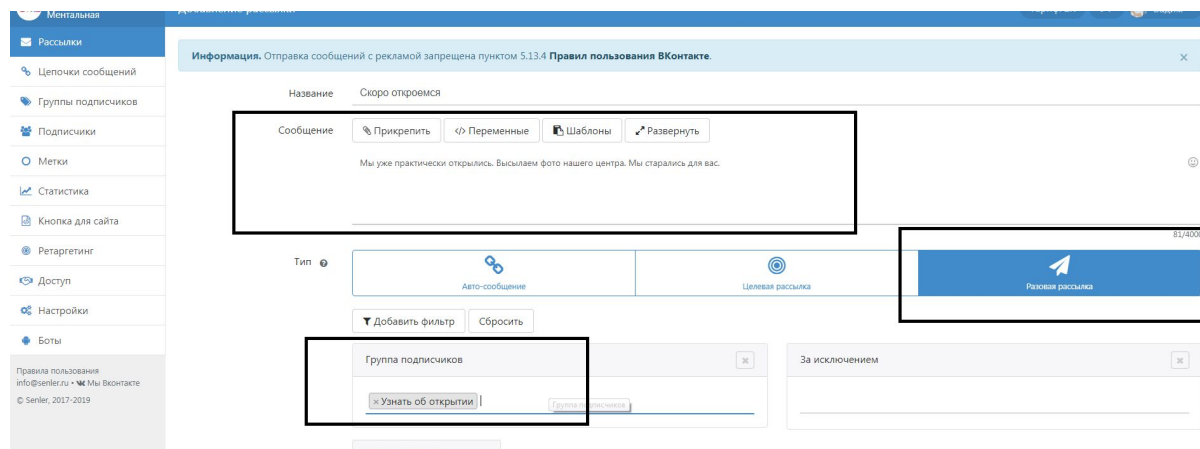 Ментальная
Рассылки
Цепочки сообщений
Группы подписчиков
Подписчики
Метки
Статистика
Кнопка для сайта
Ретаргетинг
Доступ
Настройки
Боты
Правила пользования
info@senler.ru • Мы Вконтакте
© Senler, 2017-2019
Информация. Отправка сообщений с рекламой запрещена пунктом 5.13.4 Правил пользования ВКонтакте.
Название Скоро откроемся
Сообщение Прикрепить </> Переменные Шаблоны Развернуть
Мы уже практически открылись. Высылаем фото нашего центра. Мы старались для вас.
Тип
Авто-сообщение Целевая рассылка Разовая рассылка
Добавить фильтр Сбросить
Группа подписчиков За исключением
× Узнать об открытии Группа подписчиков